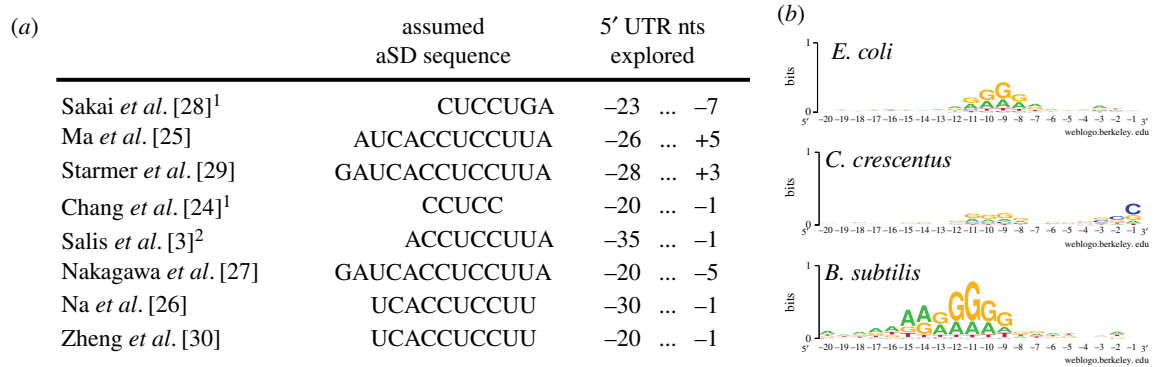 (a)
assumed aSD sequence
5′ UTR nts explored
Sakai et al. [28]1 CUCCUGA –23 ... –7
Ma et al. [25] AUCACCUCCUUA –26 ... +5
Starmer et al. [29] GAUCACCUCCUUA –28 ... +3
Chang et al. [24]1 CCUCC –20 ... –1
Salis et al. [3]2 ACCUCCUUA –35 ... –1
Nakagawa et al. [27] GAUCACCUCCUUA –20 ... –5
Na et al. [26] UCACCUCCUU –30 ... –1
Zheng et al. [30] UCACCUCCUU –20 ... –1
(b)
E. coli
1
bits
0
5′ –20 –19 –18 –17 –16 –15 –14 –13 –12 –11 –10 –9 –8 –7 –6 –5 –4 –3 –2 –1 3′
weblogo.berkeley. edu
C. crescentus
1
bits
0
5′ –20 –19 –18 –17 –16 –15 –14 –13 –12 –11 –10 –9 –8 –7 –6 –5 –4 –3 –2 –1 3′
weblogo.berkeley. edu
B. subtilis
1
bits
0
5′ –20 –19 –18 –17 –16 –15 –14 –13 –12 –11 –10 –9 –8 –7 –6 –5 –4 –3 –2 –1 3′
weblogo.berkeley. edu